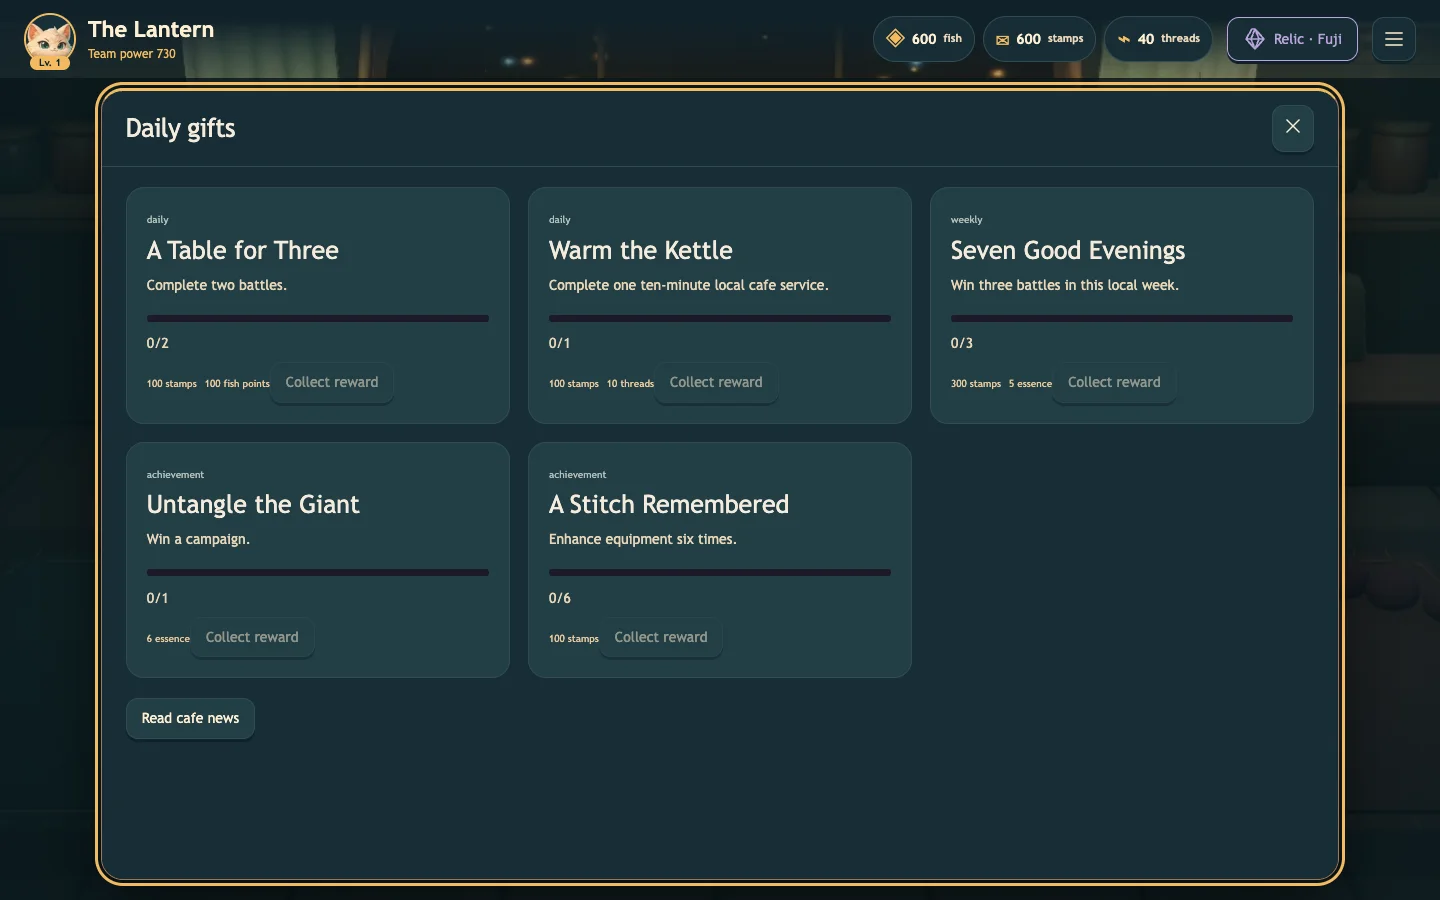 The Lantern
Team power 730
Lv. 1
600 fish
600 stamps
40 threads
Relic · Fuji
Daily gifts
daily
A Table for Three
Complete two battles.
0/2
100 stamps 100 fish points Collect reward
daily
Warm the Kettle
Complete one ten-minute local cafe service.
0/1
100 stamps 10 threads Collect reward
weekly
Seven Good Evenings
Win three battles in this local week.
0/3
300 stamps 5 essence Collect reward
achievement
Untangle the Giant
Win a campaign.
0/1
6 essence Collect reward
achievement
A Stitch Remembered
Enhance equipment six times.
0/6
100 stamps Collect reward
Read cafe news